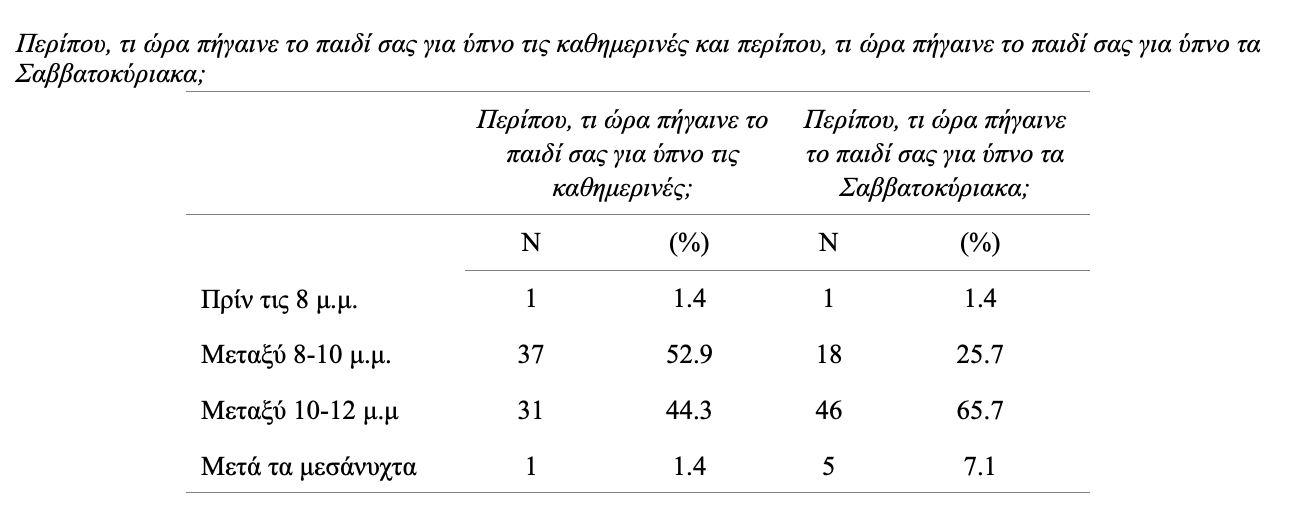 Περίπου, τι ώρα πήγαινε το παιδί σας για ύπνο τις καθημερινές και περίπου, τι ώρα πήγαινε το παιδί σας για ύπνο τα
Σαββατοκύριακα;
Περίπου, τι ώρα πήγαινε το Περίπου, τι ώρα πήγαινε
παιδί σας για ύπνο τις το παιδί σας για ύπνο τα
καθημερινές; Σαββατοκύριακα;
N (%) N (%)
Πρίν τις 8 μ.μ. 1 1.4 1 1.4
Μεταξύ 8-10 μ.μ. 37 52.9 18 25.7
Μεταξύ 10-12 μ.μ 31 44.3 46 65.7
Μετά τα μεσάνυχτα 1 1.4 5 7.1